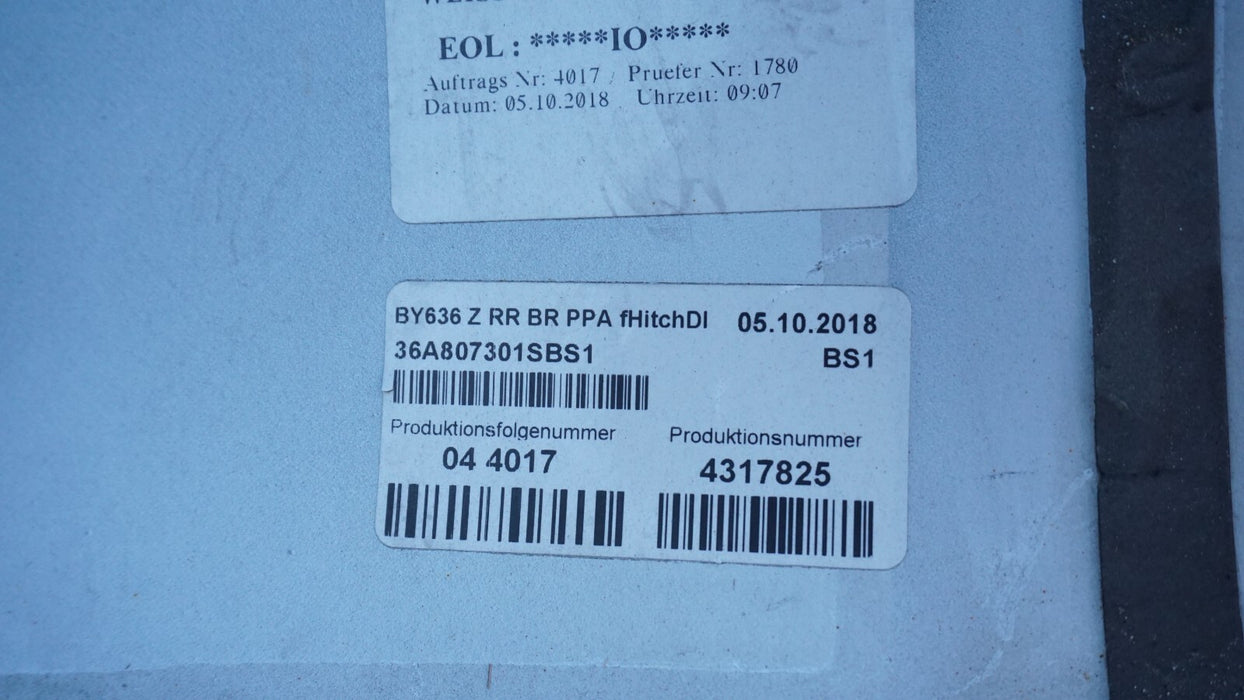 EOL : *****IO*****
Auftrags Nr: 4017 / Pruefer Nr: 1780
Datum: 05.10.2018 Uhrzeit: 09:07
BY636 Z RR BR PPA fHitchDI 05.10.2018
36A807301SBS1 BS1
Produktionsfolgenummer Produktionsnummer
04 4017 4317825